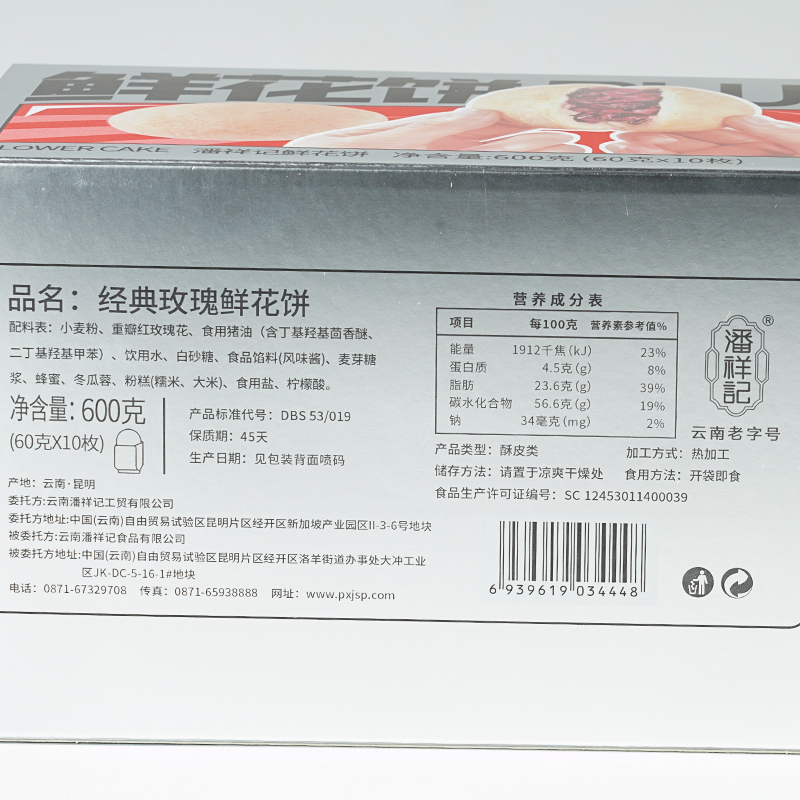 鲜花饼
LOWER CAKE 潘祥记鲜花饼 净含量:600克 (60克x10枚)
品名：经典玫瑰鲜花饼
配料表：小麦粉、重瓣红玫瑰花、食用猪油（含丁基羟基茴香醚、
二丁基羟基甲苯）、饮用水、白砂糖、食品馅料(风味酱)、麦芽糖
浆、蜂蜜、冬瓜蓉、粉糕(糯米、大米)、食用盐、柠檬酸。
净含量: 600克
(60克X10枚)
产品标准代号：DBS 53/019
保质期：45天
生产日期：见包装背面喷码
产地：云南·昆明
委托方:云南潘祥记工贸有限公司
委托方地址:中国(云南)自由贸易试验区昆明片区经开区新加坡产业园区II-3-6号地块
被委托方:云南潘祥记食品有限公司
被委托方地址:中国(云南)自由贸易试验区昆明片区经开区洛羊街道办事处大冲工业
区JK-DC-5-16-1#地块
电话：0871-67329708 传真：0871-65938888 网址：www.pxjsp.com
营养成分表
项目 每100克 营养素参考值%
能量 1912千焦(kJ) 23%
蛋白质 4.5克(g) 8%
脂肪 23.6克(g) 39%
碳水化合物 56.6克(g) 19%
钠 34毫克(mg) 2%
产品类型：酥皮类 加工方式：热加工
储存方法：请置于凉爽干燥处 食用方法：开袋即食
食品生产许可证编号：SC 12453011400039
6 939619 034448
潘祥記®
云南老字号